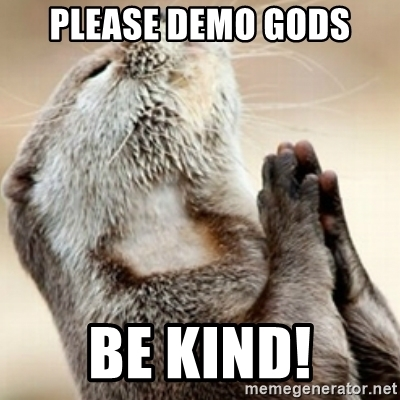 PLEASE DEMO GODS
BE KIND!
memegenerator.net